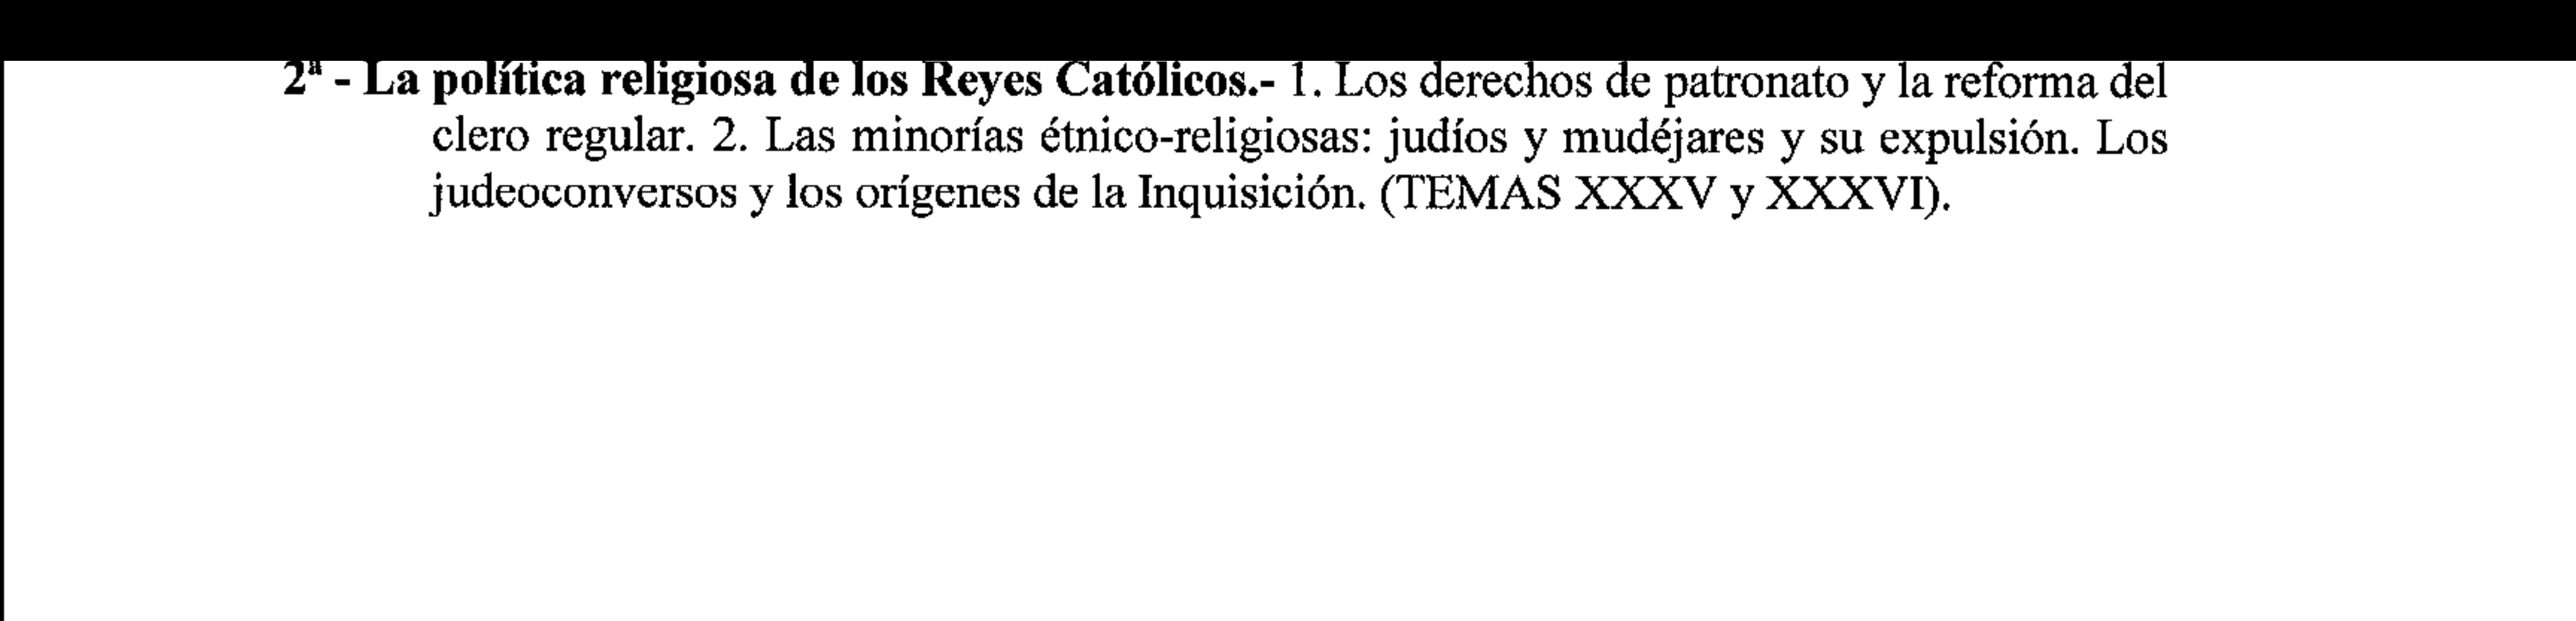 2ª - La política religiosa de los Reyes Católicos.- 1. Los derechos de patronato y la reforma del
clero regular. 2. Las minorías étnico-religiosas: judíos y mudéjares y su expulsión. Los
judeoconversos y los orígenes de la Inquisición. (TEMAS XXXV y XXXVI).